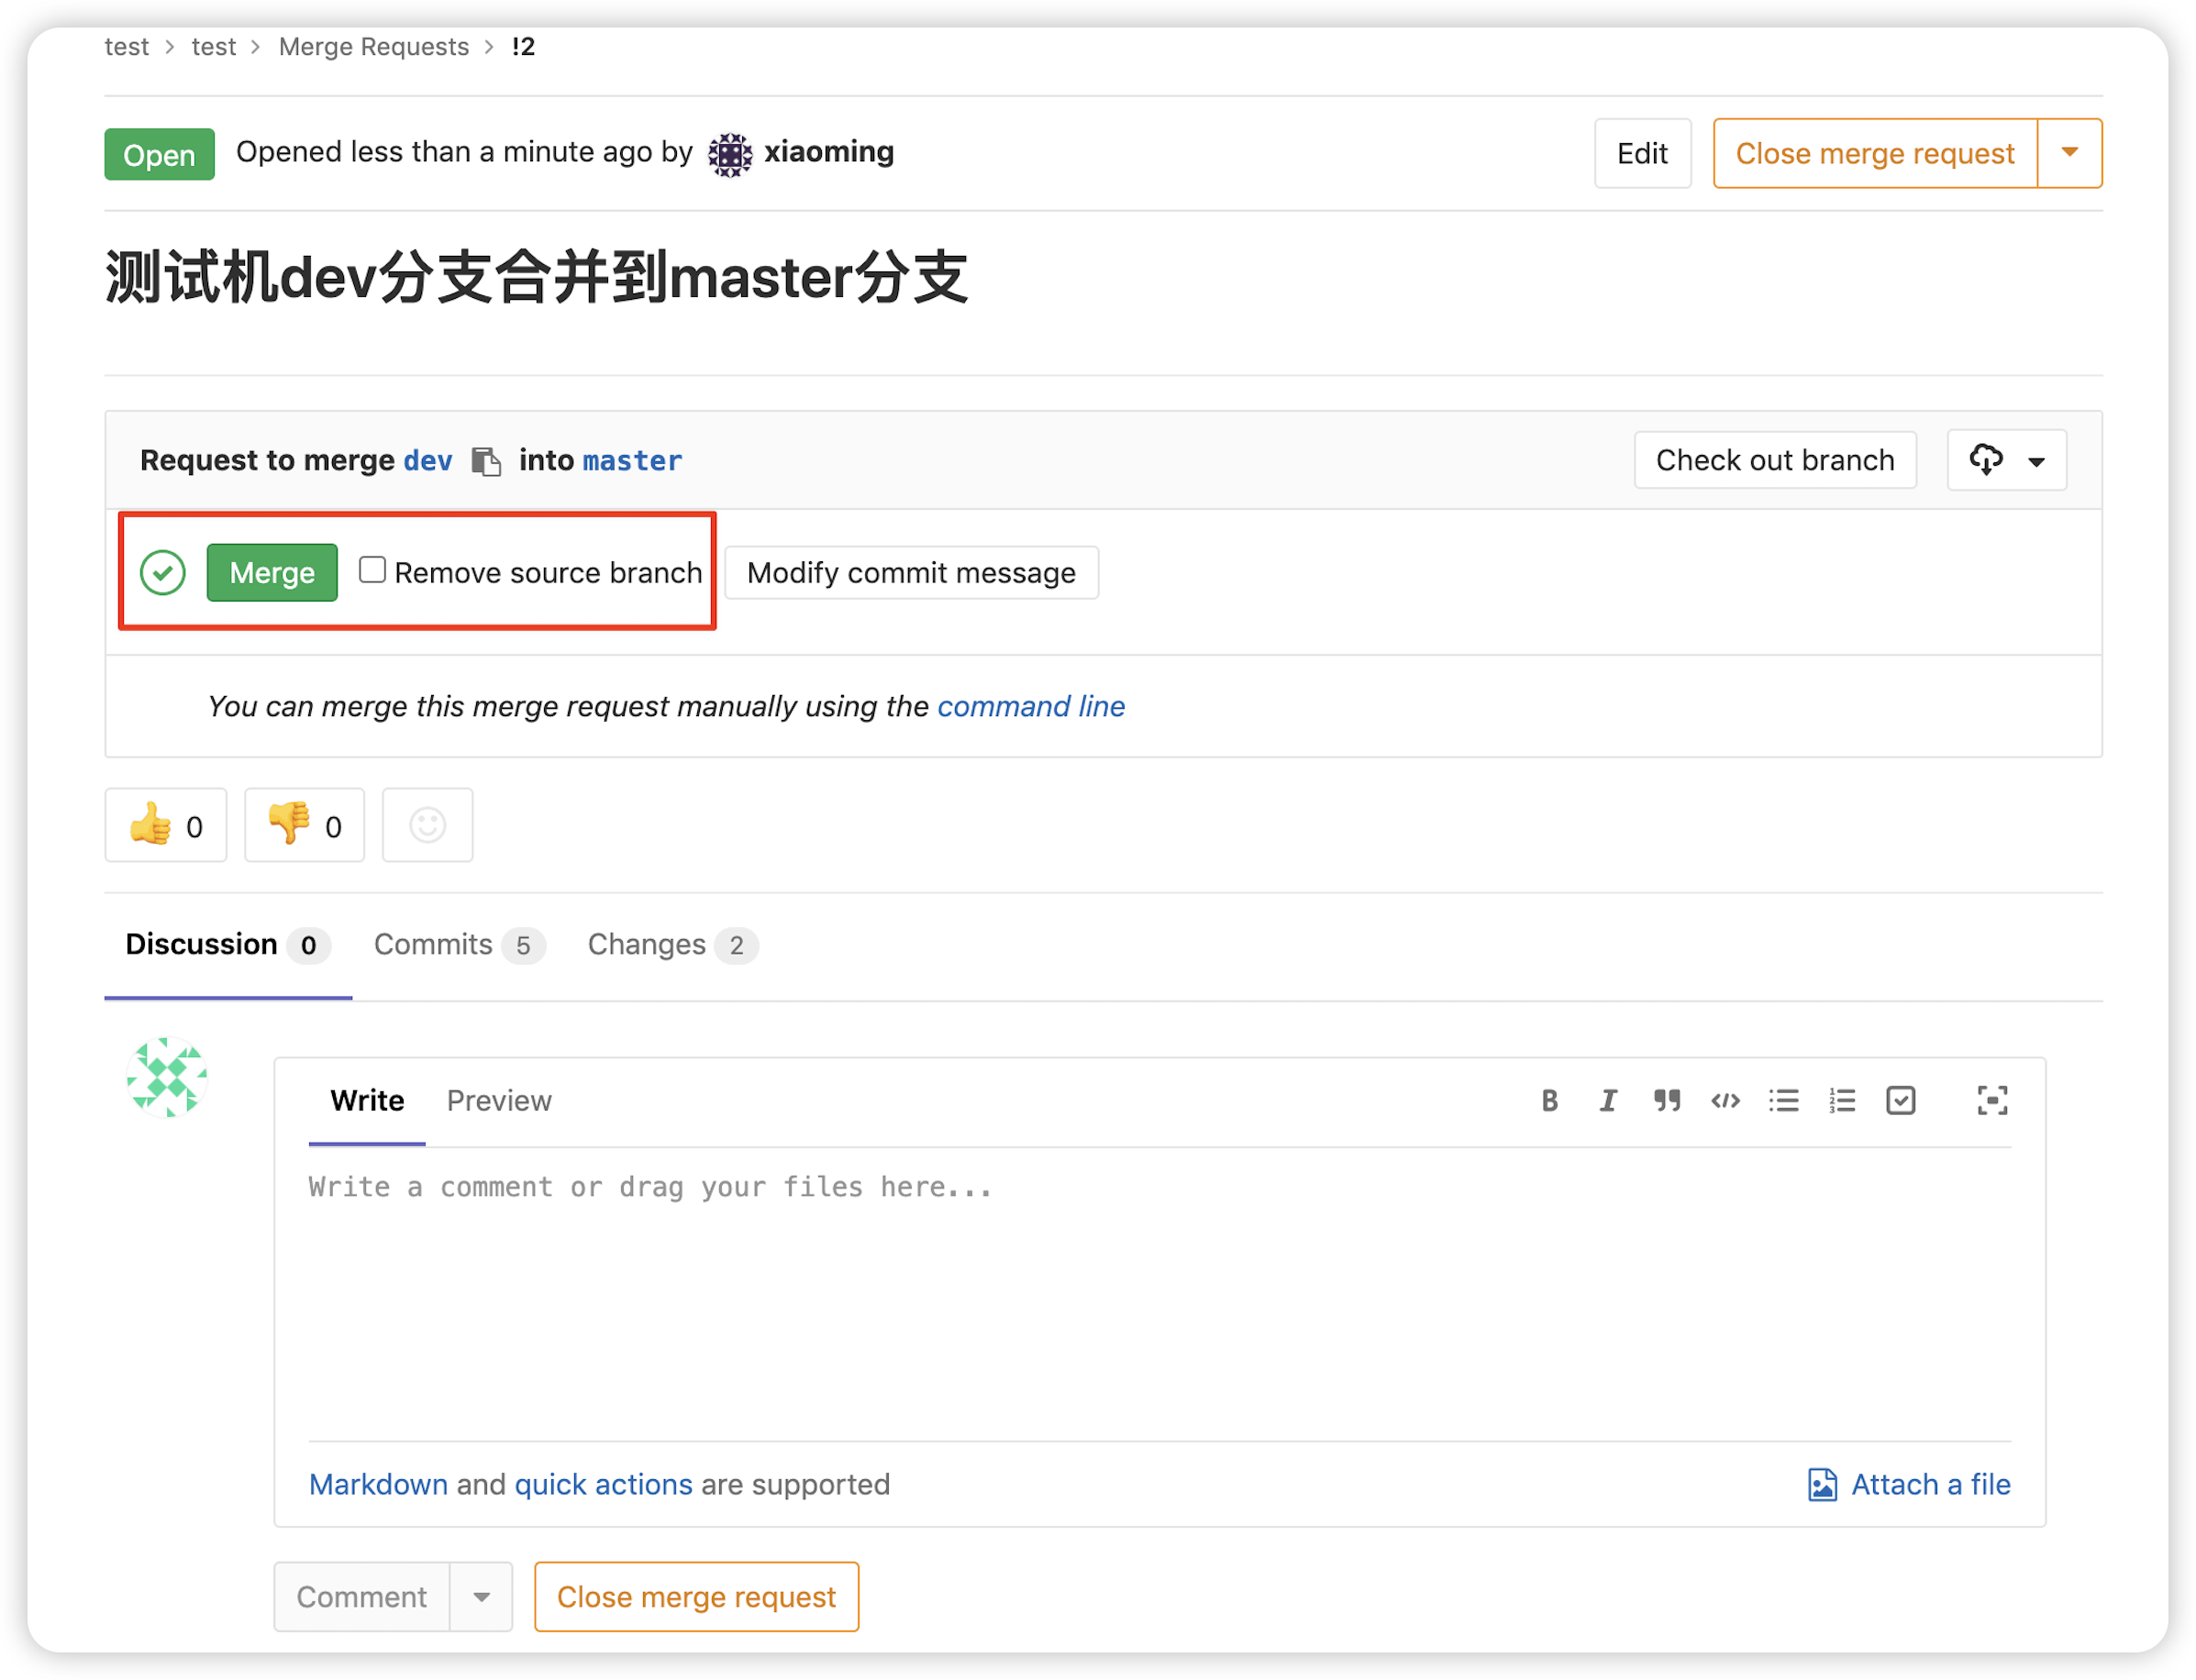 test > test > Merge Requests > !2
Open Opened less than a minute ago by xiaoming Edit Close merge request
测试机dev分支合并到master分支
Request to merge dev into master Check out branch
Merge Remove source branch Modify commit message
You can merge this merge request manually using the command line
👍 0 👎 0
Discussion 0 Commits 5 Changes 2
Write Preview
Write a comment or drag your files here...
Markdown and quick actions are supported Attach a file
Comment Close merge request